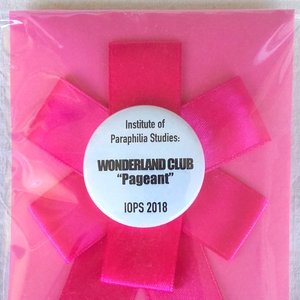 Institute of
Paraphilia Studies:
WONDERLAND CLUB
"Pageant"
IOPS 2018